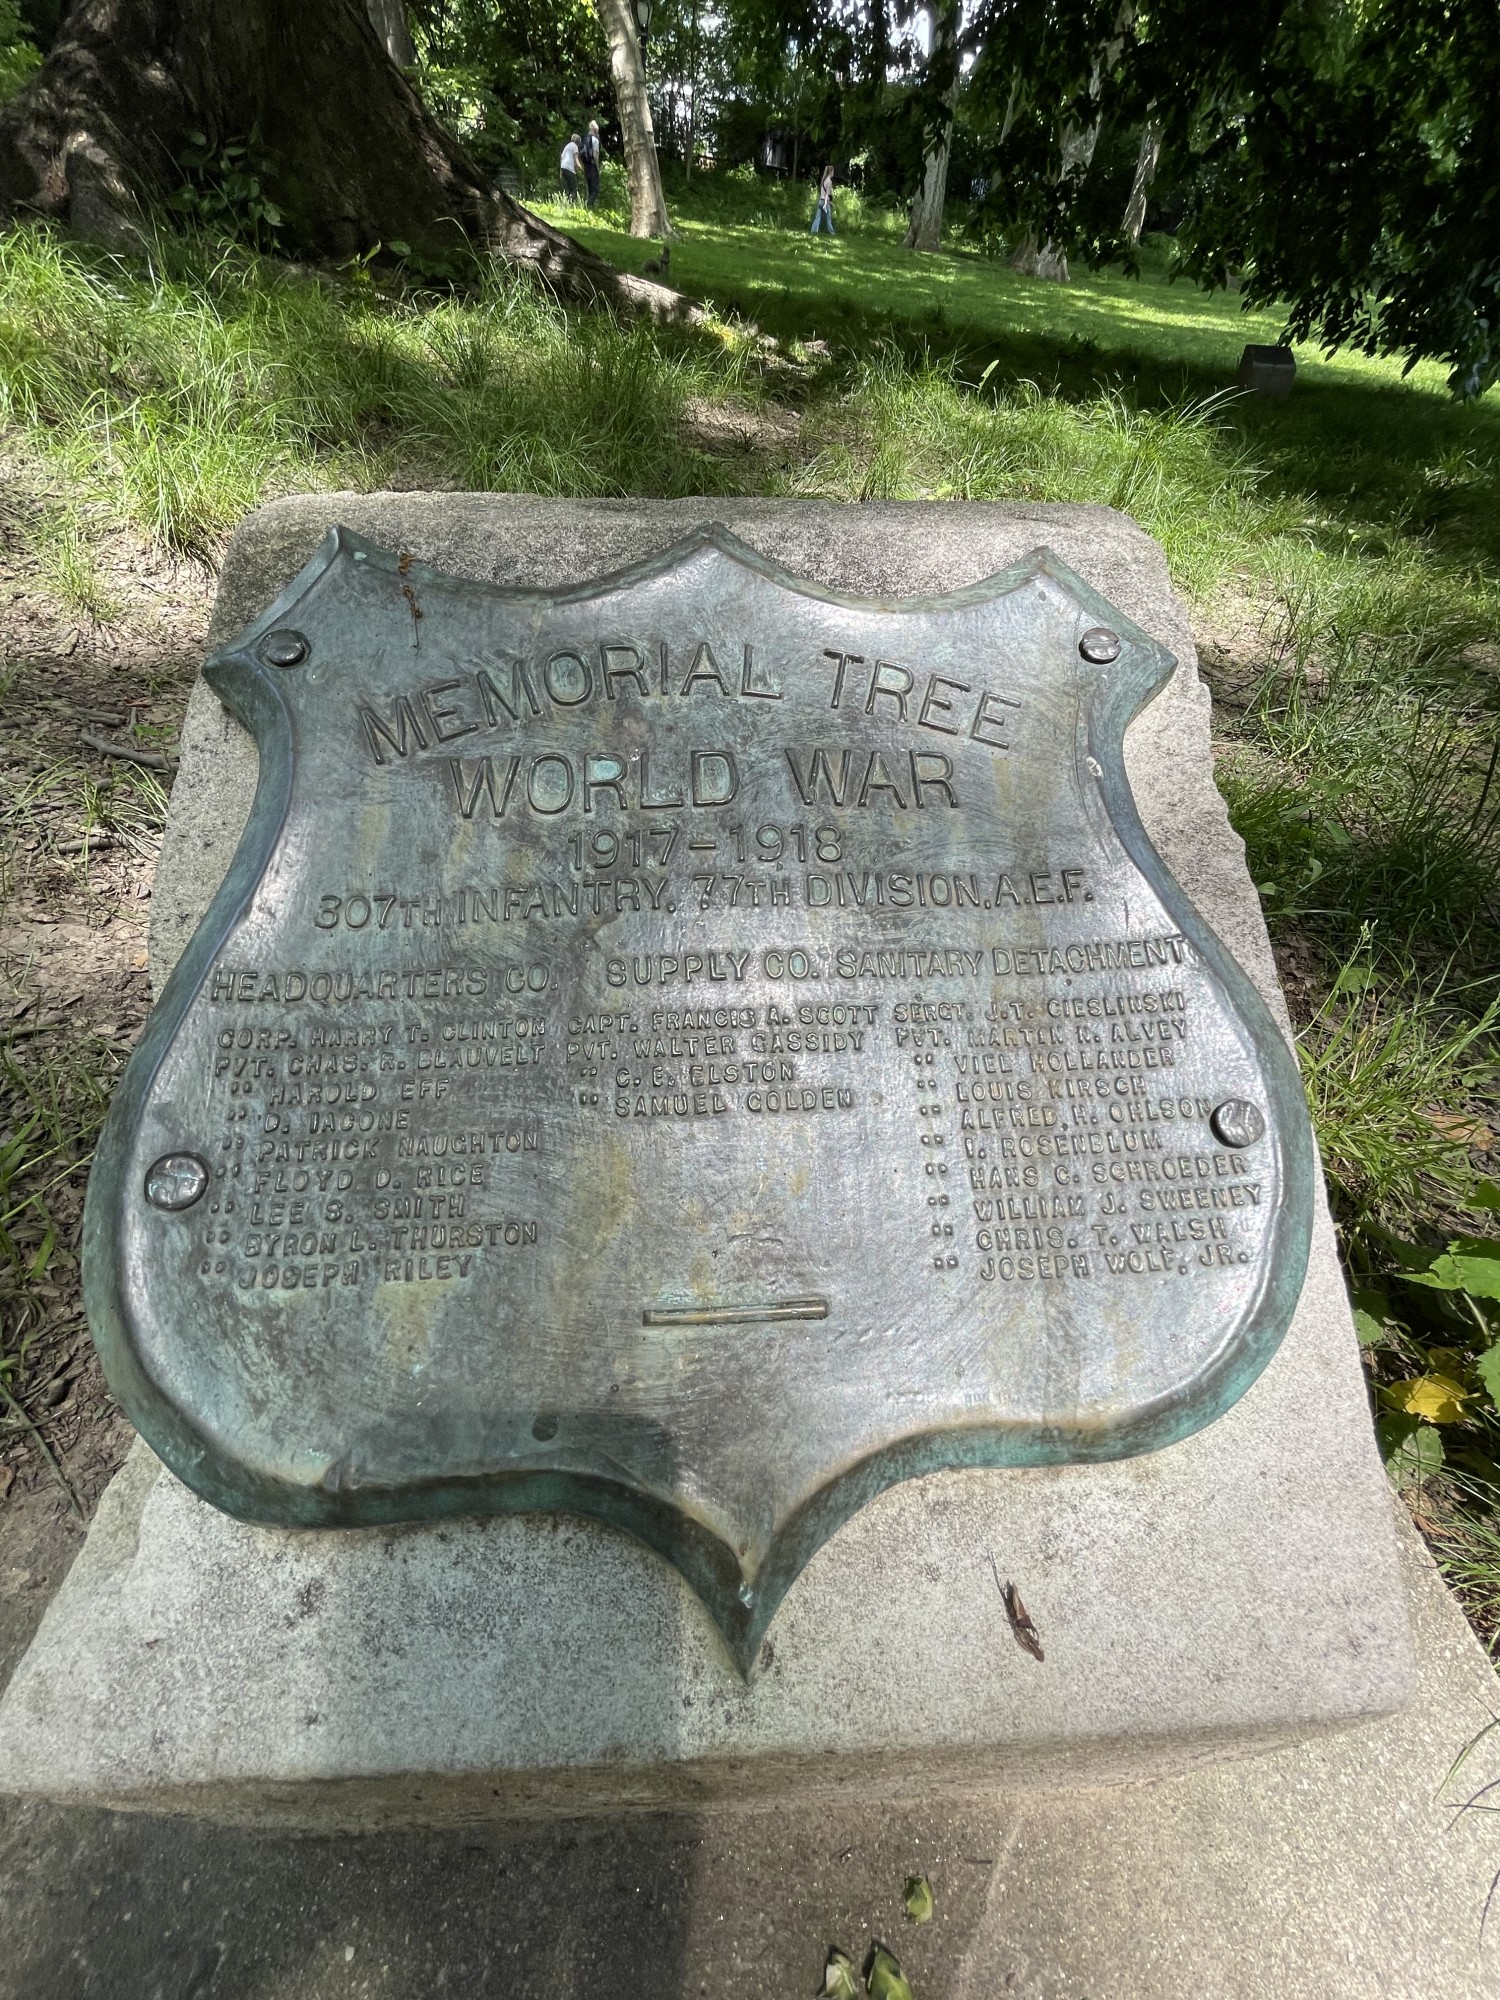 MEMORIAL TREE
WORLD WAR
1917-1918
307TH INFANTRY, 77TH DIVISION, A.E.F.
HEADQUARTERS CO.
CORP. HARRY T. CLINTON
PVT. CHAS. R. BLAUVELT
" HAROLD EFF
" D. IACONE
" PATRICK NAUGHTON
" FLOYD D. RICE
" LEE S. SMITH
" BYRON L. THURSTON
" JOSEPH RILEY
SUPPLY CO.
CAPT. FRANCIS A. SCOTT
PVT. WALTER CASSIDY
" C. E. ELSTON
" SAMUEL GOLDEN
SANITARY DETACHMENT
SERGT. J.T. CIESLINSKI
PVT. MARTIN N. ALVEY
" VIEL HOLLANDER
" LOUIS KIRSCH
" ALFRED H. OHLSON
" I. ROSENBLUM
" HANS C. SCHROEDER
" WILLIAM J. SWEENEY
" CHRIS. T. WALSH
" JOSEPH WOLF, JR.